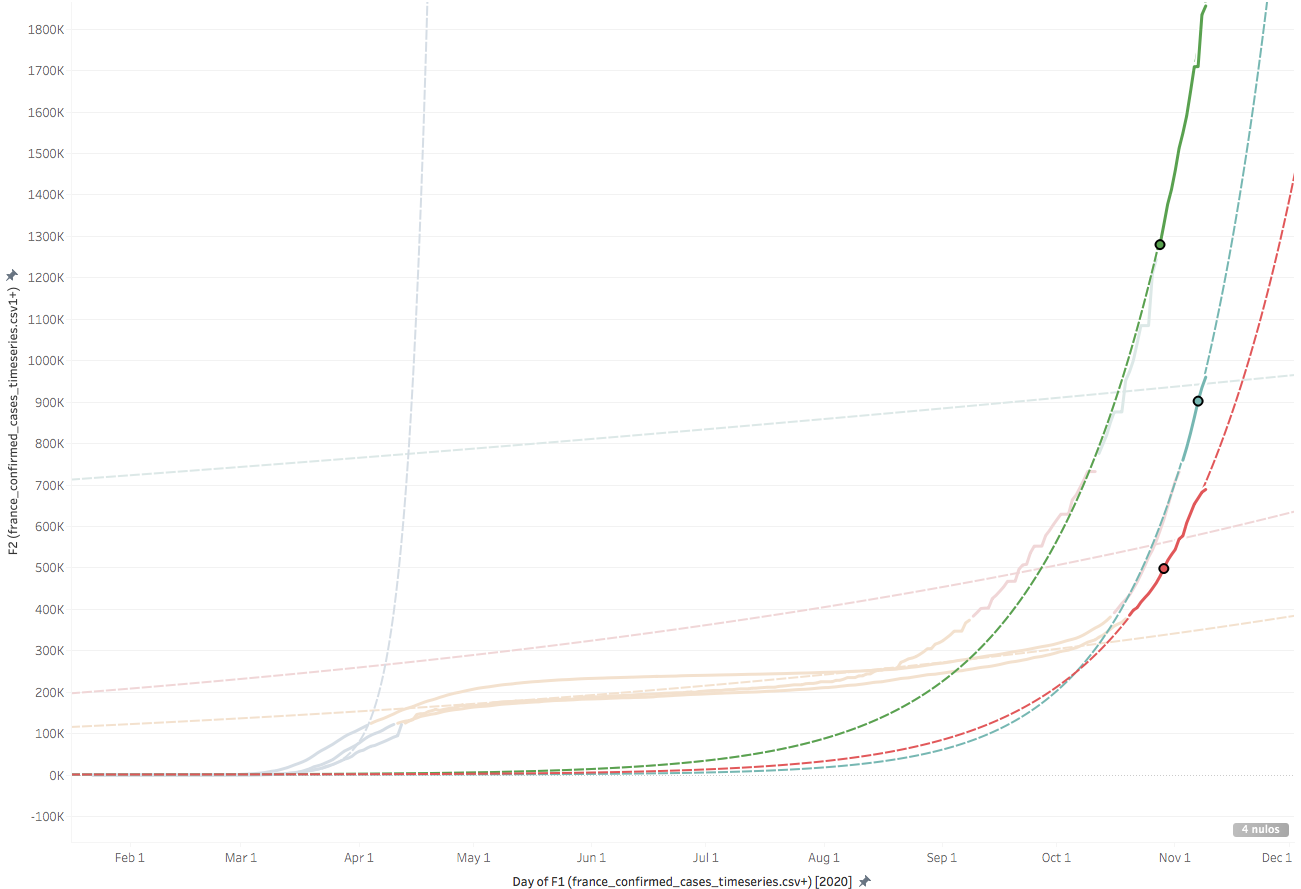 1800K
1700K
1600K
1500K
1400K
1300K
1200K
1100K
1000K
900K
800K
700K
600K
500K
400K
300K
200K
100K
0K
-100K
F2 (france_confirmed_cases_timeseries.csv1+)
4 nulos
Feb 1 Mar 1 Apr 1 May 1 Jun 1 Jul 1 Aug 1 Sep 1 Oct 1 Nov 1 Dec 1
Day of F1 (france_confirmed_cases_timeseries.csv+) [2020]